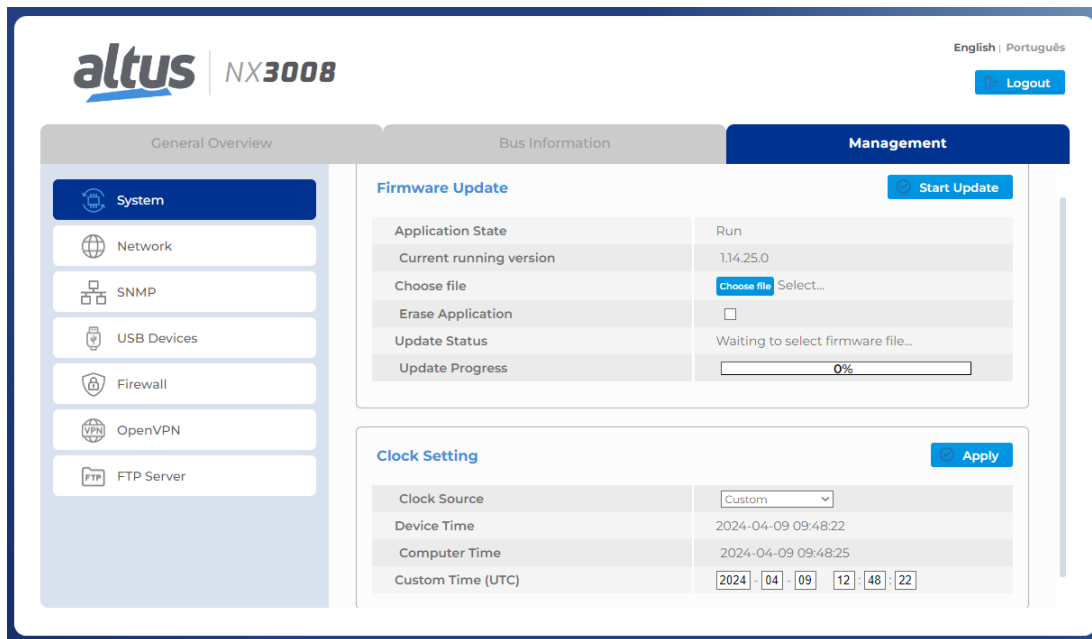 English | Português
altus NX3008
Logout
General Overview Bus Information Management
System
Network
SNMP
USB Devices
Firewall
VPN OpenVPN
FTP FTP Server
Firmware Update Start Update
Application State Run
Current running version 1.14.25.0
Choose file Choose file Select...
Erase Application
Update Status Waiting to select firmware file...
Update Progress 0%
Clock Setting Apply
Clock Source Custom
Device Time 2024-04-09 09:48:22
Computer Time 2024-04-09 09:48:25
Custom Time (UTC) 2024 - 04 - 09 12 : 48 : 22